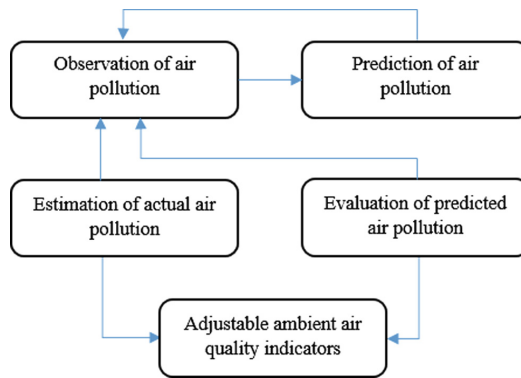 Observation of air
pollution
Prediction of air
pollution
Estimation of actual air
pollution
Evaluation of predicted
air pollution
Adjustable ambient air
quality indicators